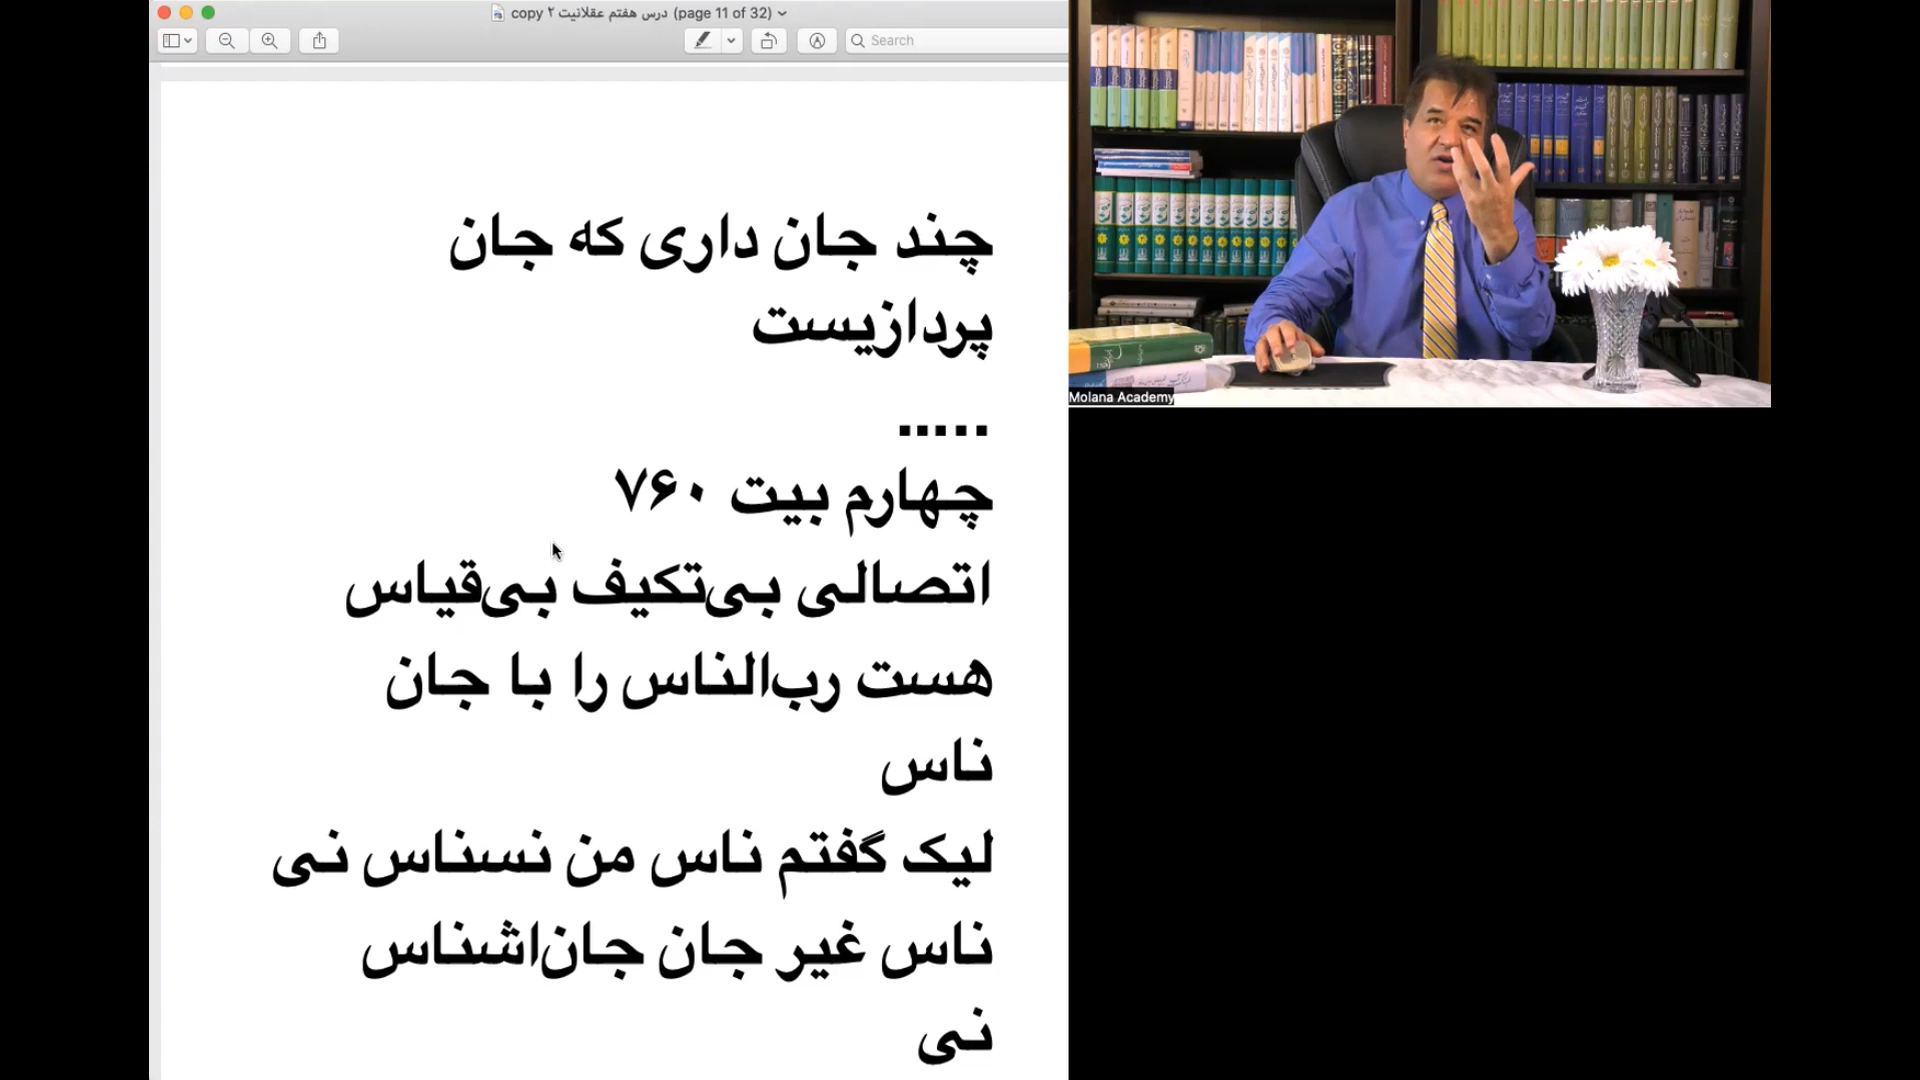 درس هفتم عقلانیت ۲ copy (page 11 of 32)
Search
چند جان داری که جان
پردازیست
.....
چهارم بیت ۷۶۰
اتصالی بی‌تکیف بی‌قیاس
هست رب‌الناس را با جان
ناس
لیک گفتم ناس من نسناس نی
ناس غیر جان جان‌اشناس
نی
Molana Academy